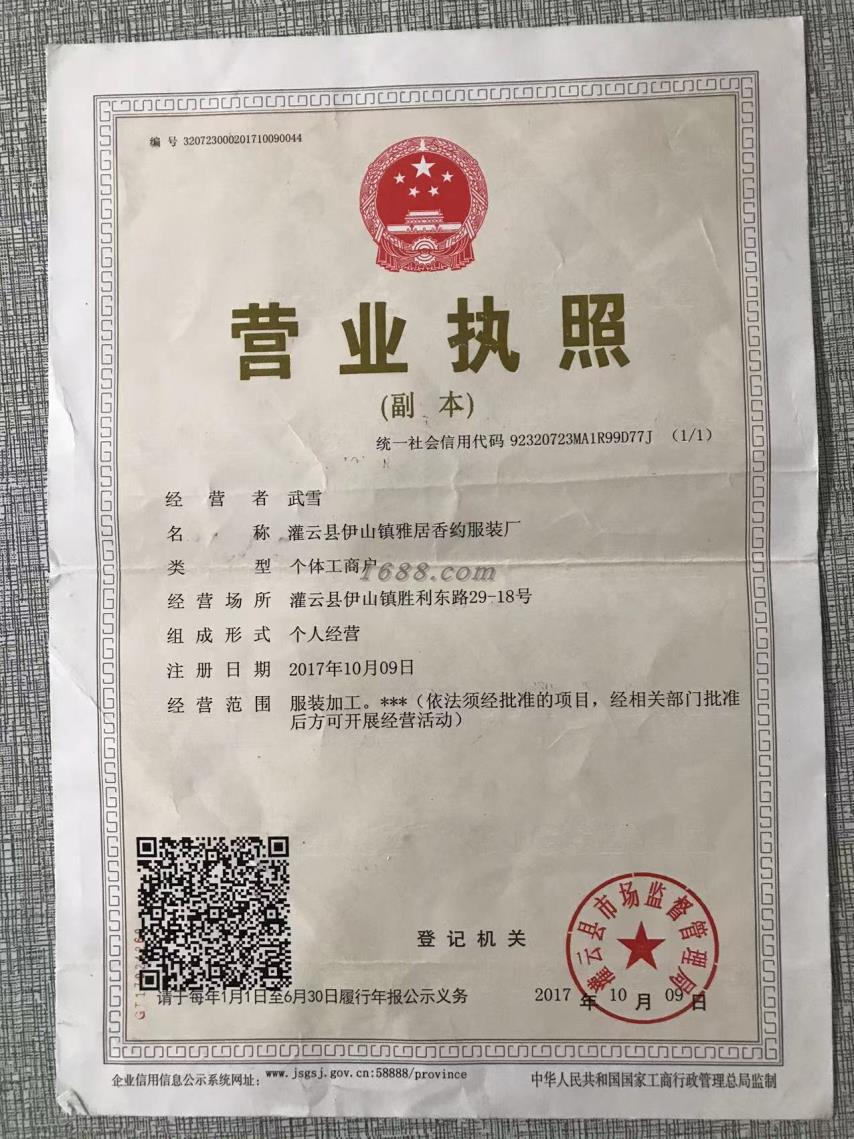 编 号 320723000201710090044
营业执照
(副 本)
统一社会信用代码 92320723MA1R99D77J （1/1）
经营者 武雪
名称 灌云县伊山镇雅居香约服装厂
类型 个体工商户
1688.com
经营场所 灌云县伊山镇胜利东路29-18号
组成形式 个人经营
注册日期 2017年10月09日
经营范围 服装加工。***（依法须经批准的项目，经相关部门批准
后方可开展经营活动）
登记机关
灌云县市场监督管理局
请于每年1月1日至6月30日履行年报公示义务
2017 年 10 月 09 日
企业信用信息公示系统网址：www.jsgsj.gov.cn:58888/province
中华人民共和国国家工商行政管理总局监制